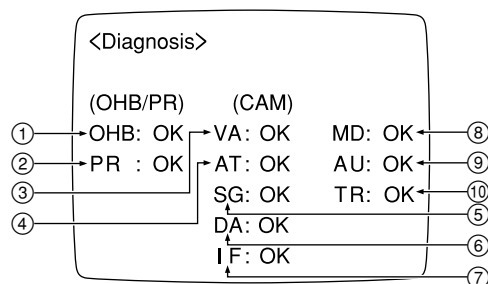 <Diagnosis>
(OHB/PR) (CAM)
① OHB: OK VA: OK MD: OK ⑧
② PR : OK AT: OK AU: OK ⑨
③ SG: OK TR: OK ⑩
⑤
④ DA: OK ⑥
IF: OK ⑦